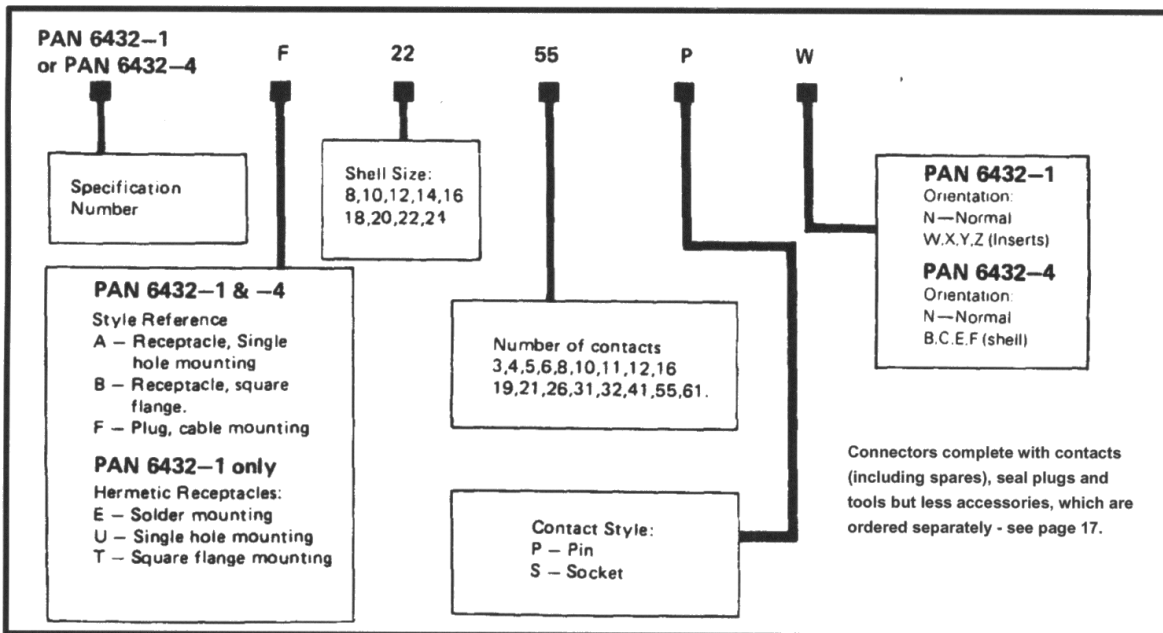 PAN 6432–1
or PAN 6432–4
F
22
55
P
W
Specification
Number
Shell Size:
8,10,12,14,16
18,20,22,24
PAN 6432–1
Orientation:
N—Normal
W.X.Y.Z (Inserts)
PAN 6432–4
Orientation:
N—Normal
B.C.E.F (shell)
PAN 6432–1 & –4
Style Reference
A – Receptacle, Single
hole mounting
B – Receptacle, square
flange.
F – Plug, cable mounting
PAN 6432–1 only
Hermetic Receptacles:
E – Solder mounting
U – Single hole mounting
T – Square flange mounting
Number of contacts
3,4,5,6,8,10,11,12,16
19,21,26,31,32,41,55,61.
Contact Style:
P – Pin
S – Socket
Connectors complete with contacts
(including spares), seal plugs and
tools but less accessories, which are
ordered separately - see page 17.